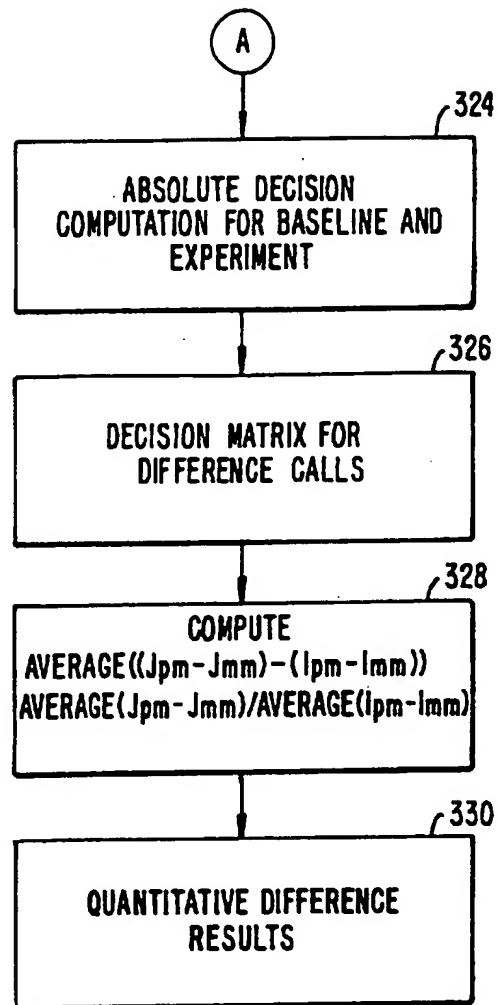 A
324
ABSOLUTE DECISION
COMPUTATION FOR BASELINE AND
EXPERIMENT
326
DECISION MATRIX FOR
DIFFERENCE CALLS
328
COMPUTE
AVERAGE((Jpm-Jmm)-(Ipm-Imm))
AVERAGE(Jpm-Jmm)/AVERAGE(Ipm-Imm)
330
QUANTITATIVE DIFFERENCE
RESULTS